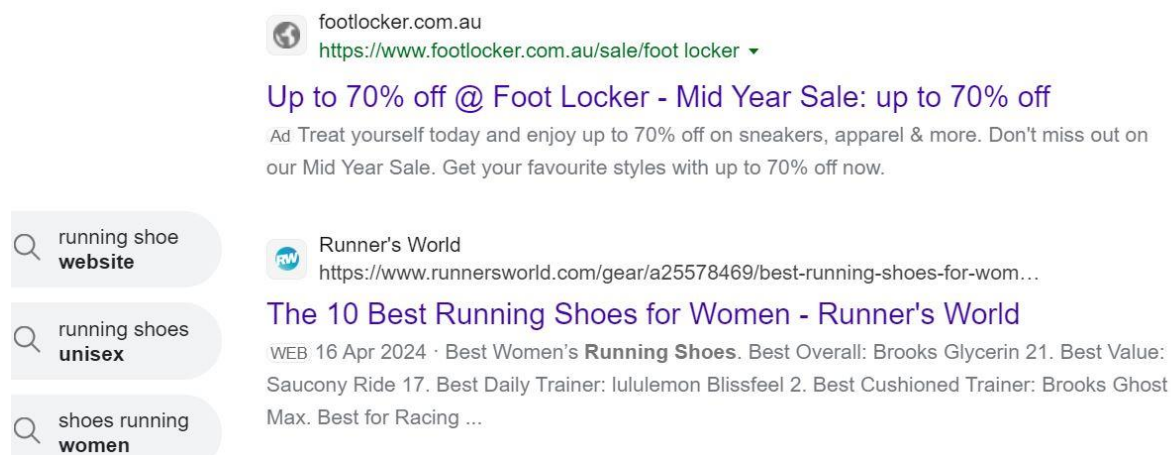 footlocker.com.au
https://www.footlocker.com.au/sale/foot locker
Up to 70% off @ Foot Locker - Mid Year Sale: up to 70% off
Ad Treat yourself today and enjoy up to 70% off on sneakers, apparel & more. Don't miss out on
our Mid Year Sale. Get your favourite styles with up to 70% off now.
running shoe
website
running shoes
unisex
shoes running
women
RW
Runner's World
https://www.runnersworld.com/gear/a25578469/best-running-shoes-for-wom…
The 10 Best Running Shoes for Women - Runner's World
WEB 16 Apr 2024 · Best Women’s Running Shoes. Best Overall: Brooks Glycerin 21. Best Value:
Saucony Ride 17. Best Daily Trainer: lululemon Blissfeel 2. Best Cushioned Trainer: Brooks Ghost
Max. Best for Racing ...